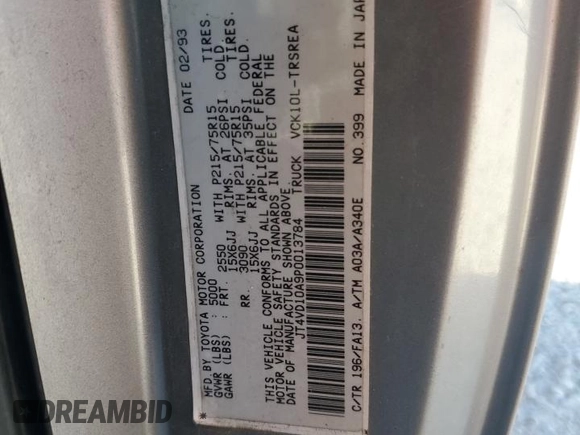 * MFD BY TOYOTA MOTOR CORPORATION DATE 02/93
GVWR (LBS) : 5000
GAWR (LBS) : FRT. 2550 WITH P215/75R15 TIRES.
15X6JJ RIMS. AT 26PSI COLD.
RR. 3090 WITH P215/75R15 TIRES.
15X6JJ RIMS. AT 35PSI COLD.
THIS VEHICLE CONFORMS TO ALL APPLICABLE FEDERAL
MOTOR VEHICLE SAFETY STANDARDS IN EFFECT ON THE
DATE OF MANUFACTURE SHOWN ABOVE.
JT4VD10A9P0013784 TRUCK VCK10L-TRSREA *
C/TR 196/FA13. A/TM A03A/A340E NO.399 MADE IN JAP
DREAMBID